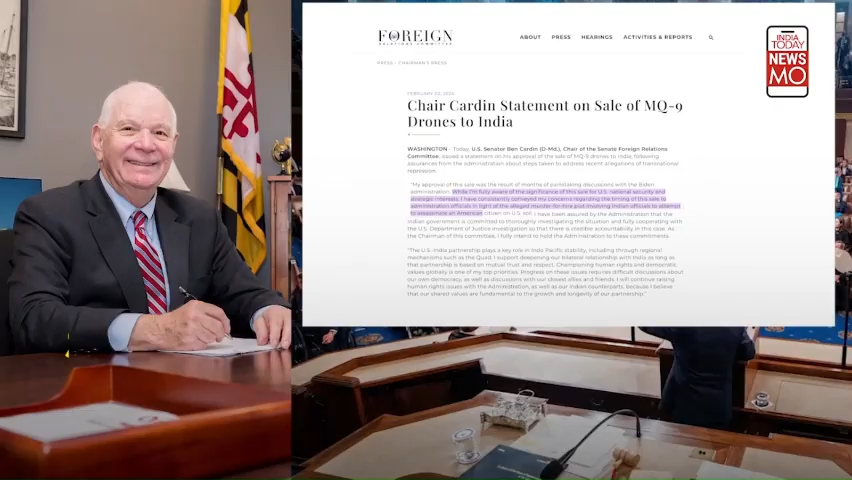 FOREIGN
RELATIONS COMMITTEE
ABOUT PRESS HEARINGS ACTIVITIES & REPORTS
PRESS – CHAIRMAN'S PRESS
FEBRUARY 02, 2024
Chair Cardin Statement on Sale of MQ-9
Drones to India
WASHINGTON – Today, U.S. Senator Ben Cardin (D-Md.), Chair of the Senate Foreign Relations
Committee, issued a statement on his approval of the sale of MQ-9 drones to India, following
assurances from the administration about steps taken to address recent allegations of transnational
repression.
"My approval of this sale was the result of months of painstaking discussions with the Biden
administration. While I'm fully aware of the significance of this sale for U.S. national security and
strategic interests, I have consistently conveyed my concerns regarding the timing of this sale to
administration officials in light of the alleged murder-for-hire plot involving Indian officials to attempt
to assassinate an American citizen on U.S. soil. I have been assured by the Administration that the
Indian government is committed to thoroughly investigating the situation and fully cooperating with
the U.S. Department of Justice investigation so that there is credible accountability in this case. As
the Chairman of this committee, I fully intend to hold the Administration to these commitments.
"The U.S.-India partnership plays a key role in Indo Pacific stability, including through regional
mechanisms such as the Quad. I support deepening our bilateral relationship with India as long as
that partnership is based on mutual trust and respect. Championing human rights and democratic
values globally is one of my top priorities. Progress on these issues requires difficult discussions about
our own democracy, as well as discussions with our closest allies and friends. I will continue raising
human rights issues with the Administration, as well as our Indian counterparts, because I believe
that our shared values are fundamental to the growth and longevity of our partnership."
INDIA
TODAY
NEWS
MO